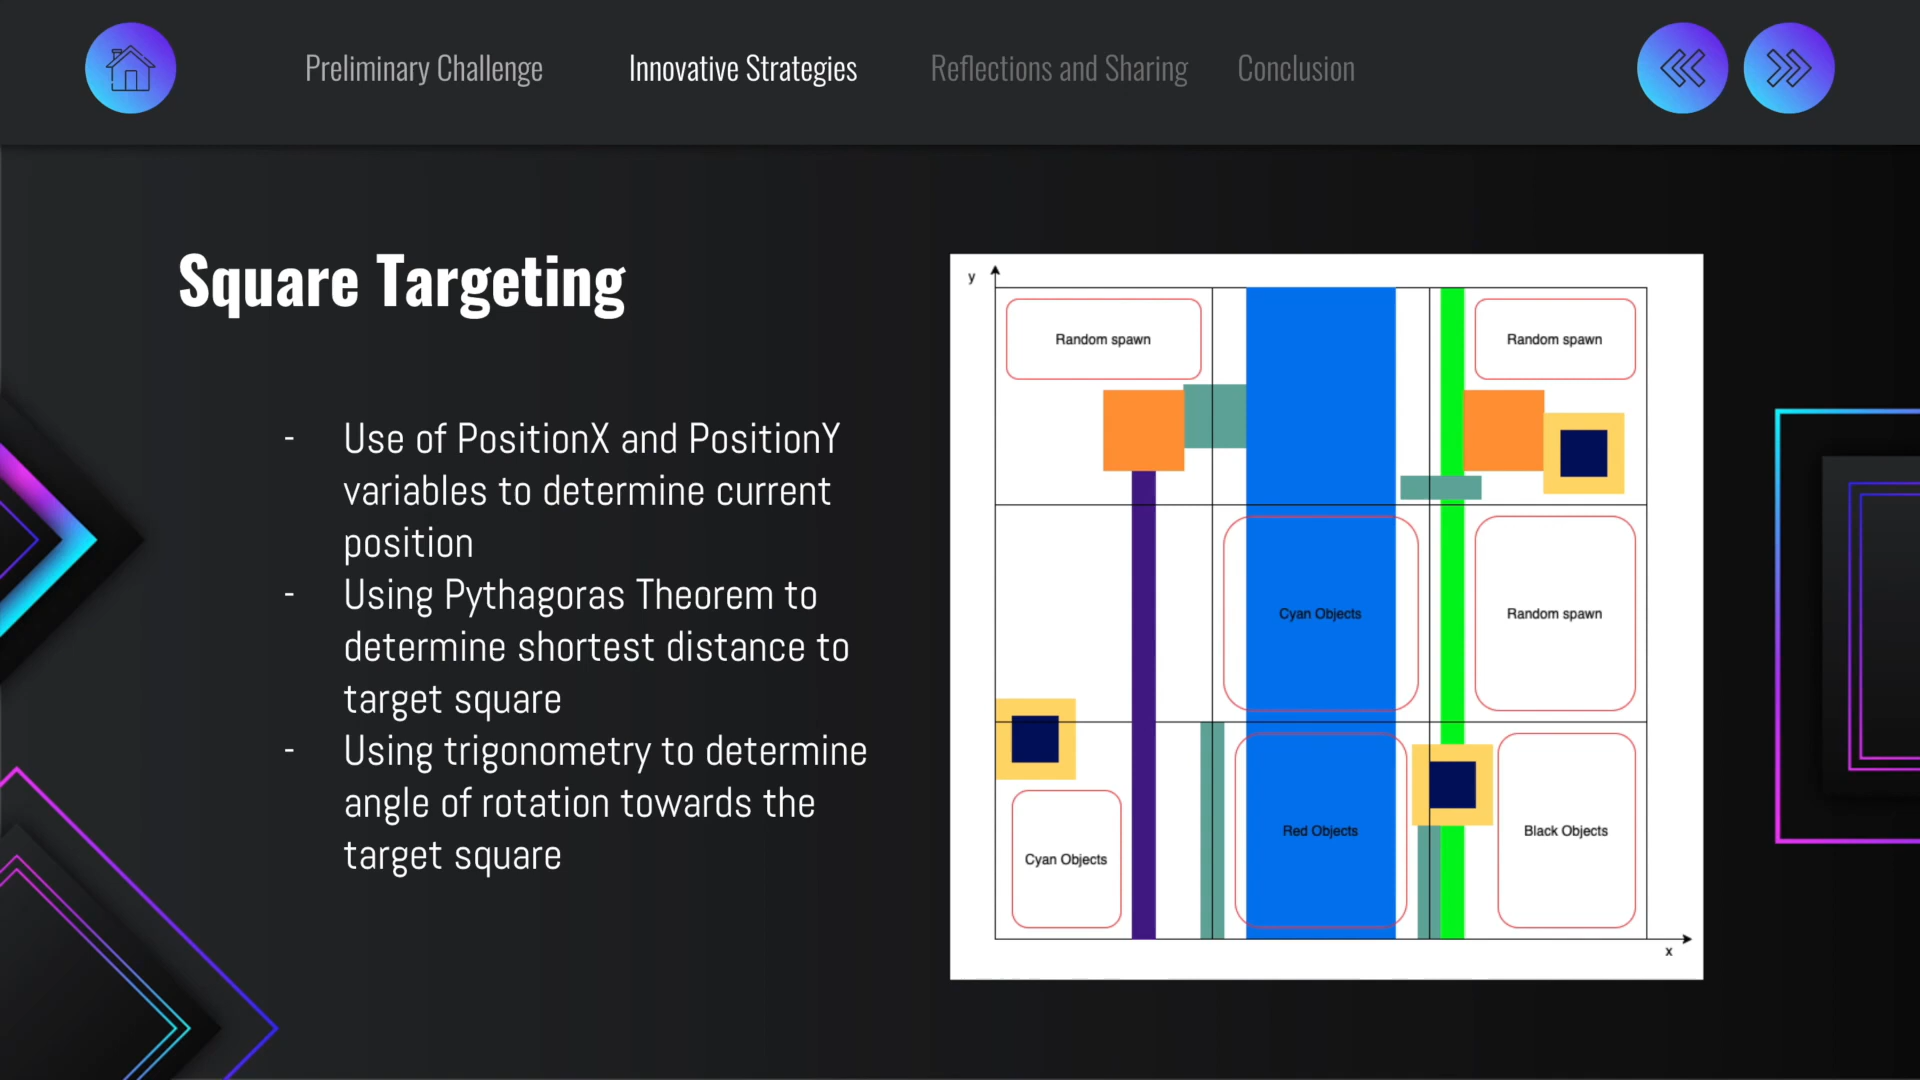 Preliminary Challenge
Innovative Strategies
Reflections and Sharing
Conclusion
Square Targeting
- Use of PositionX and PositionY
variables to determine current
position
- Using Pythagoras Theorem to
determine shortest distance to
target square
- Using trigonometry to determine
angle of rotation towards the
target square
y
Random spawn
Random spawn
Cyan Objects
Random spawn
Cyan Objects
Red Objects
Black Objects
x